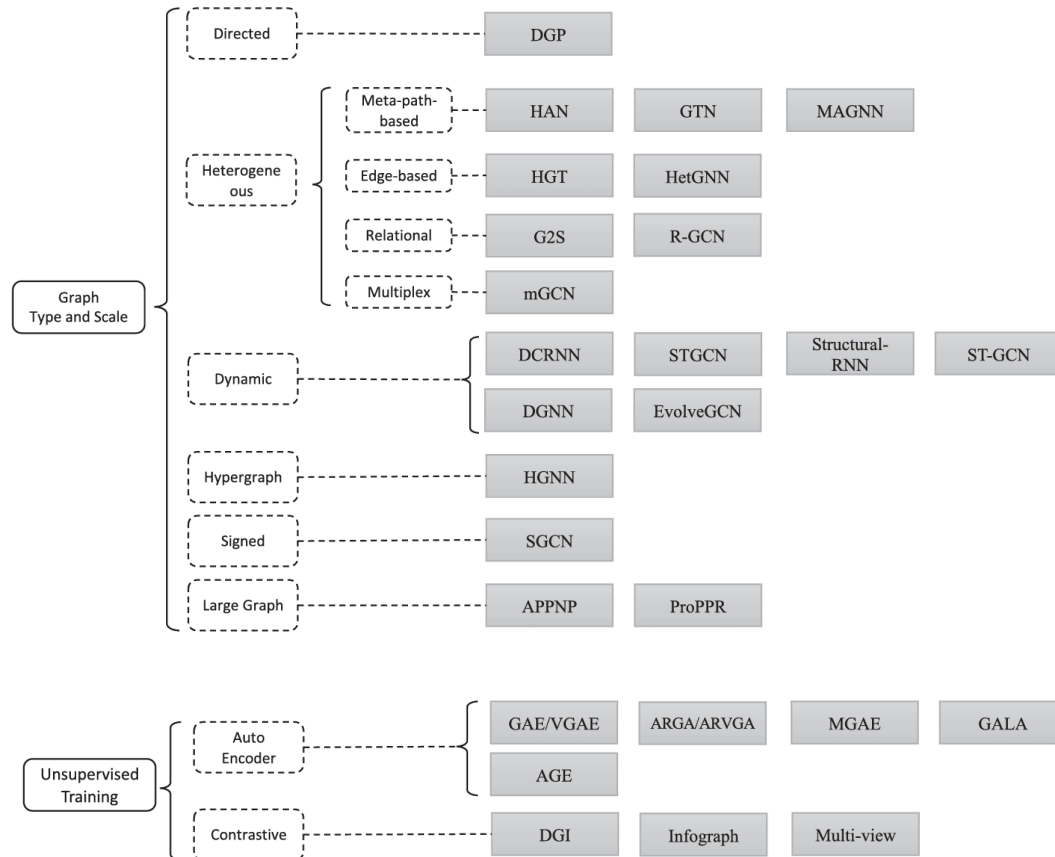 Directed
DGP
Meta-path-
based
HAN
GTN
MAGNN
Heterogene
ous
Edge-based
HGT
HetGNN
Relational
G2S
R-GCN
Multiplex
mGCN
Graph
Type and Scale
Dynamic
DCRNN
STGCN
Structural-
RNN
ST-GCN
DGNN
EvolveGCN
Hypergraph
HGNN
Signed
SGCN
Large Graph
APPNP
ProPPR
Unsupervised
Training
Auto
Encoder
GAE/VGAE
ARGA/ARVGA
MGAE
GALA
AGE
Contrastive
DGI
Infograph
Multi-view